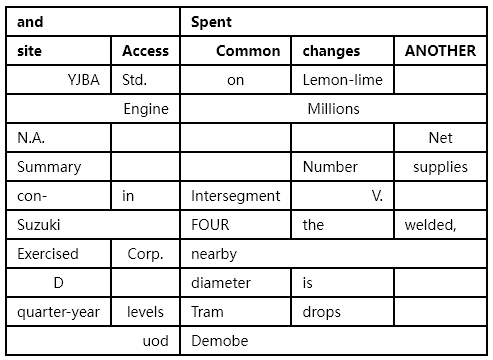 and Spent
site Access Common changes ANOTHER
YJBA Std. on Lemon-lime
Engine Millions
N.A. Net
Summary Number supplies
con- in Intersegment V.
Suzuki FOUR the welded,
Exercised Corp. nearby
D diameter is
quarter-year levels Tram drops
uod Demobe